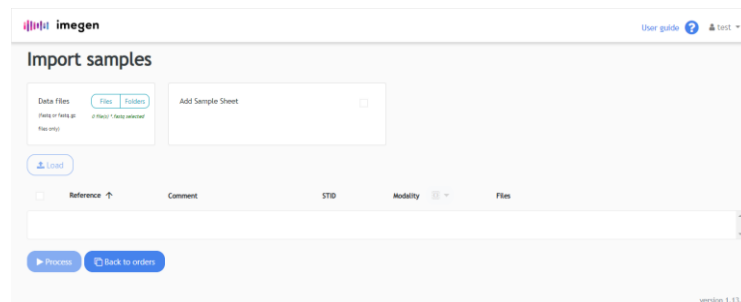 imegen
User guide ? test
Import samples
Data files Files Folders
(fastq or fastq.gz 0 file(s) *.fastq selected
files only)
Add Sample Sheet
Load
Reference ↑ Comment STID Modality Files
Process Back to orders
version 1.13